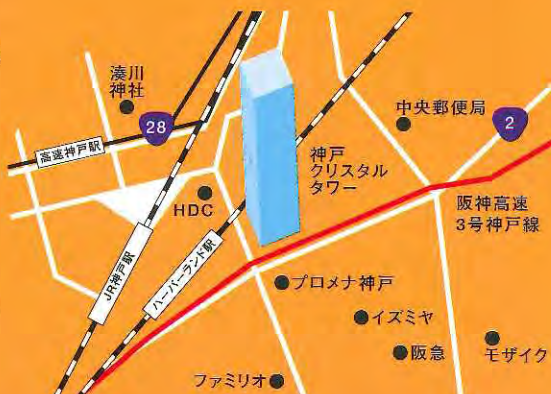 湊川
神社
28
高速神戸駅
HDC
JR神戸駅
ハーバーランド駅
神戸
クリスタル
タワー
中央郵便局
2
阪神高速
3号神戸線
プロメナ神戸
イズミヤ
阪急
モザイク
ファミリオ